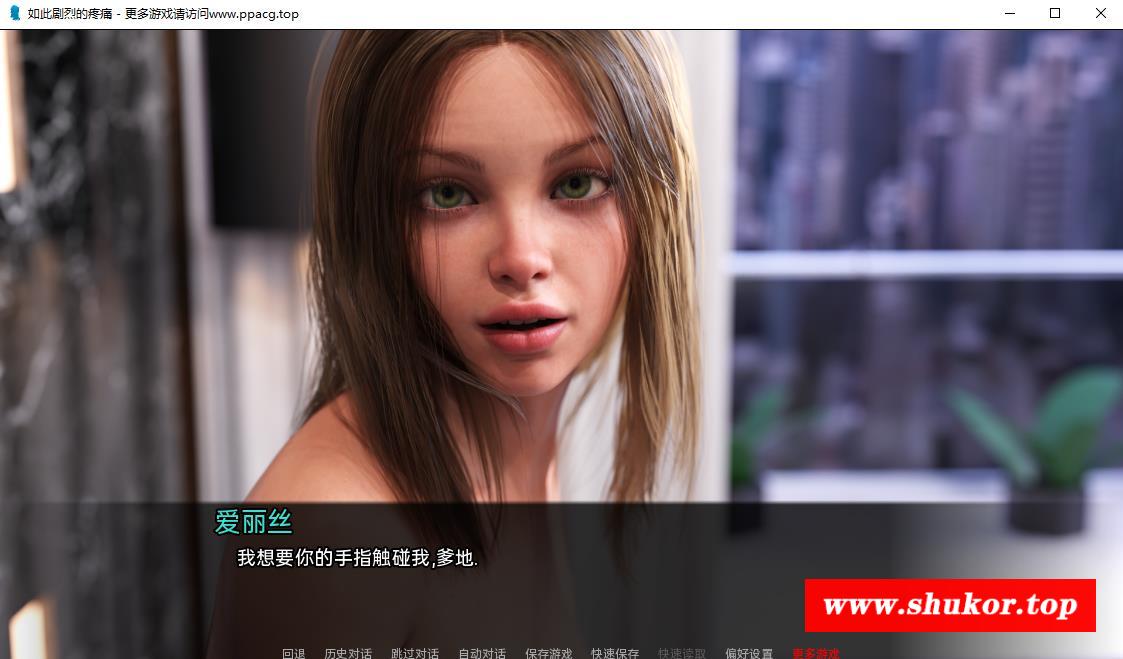 如此剧烈的疼痛 - 更多游戏请访问www.ppacg.top
爱丽丝
我想要你的手指触碰我,爹地.
www.shukor.top
回退 历史对话 跳过对话 自动对话 保存游戏 快速保存 快速读取 偏好设置 更多游戏